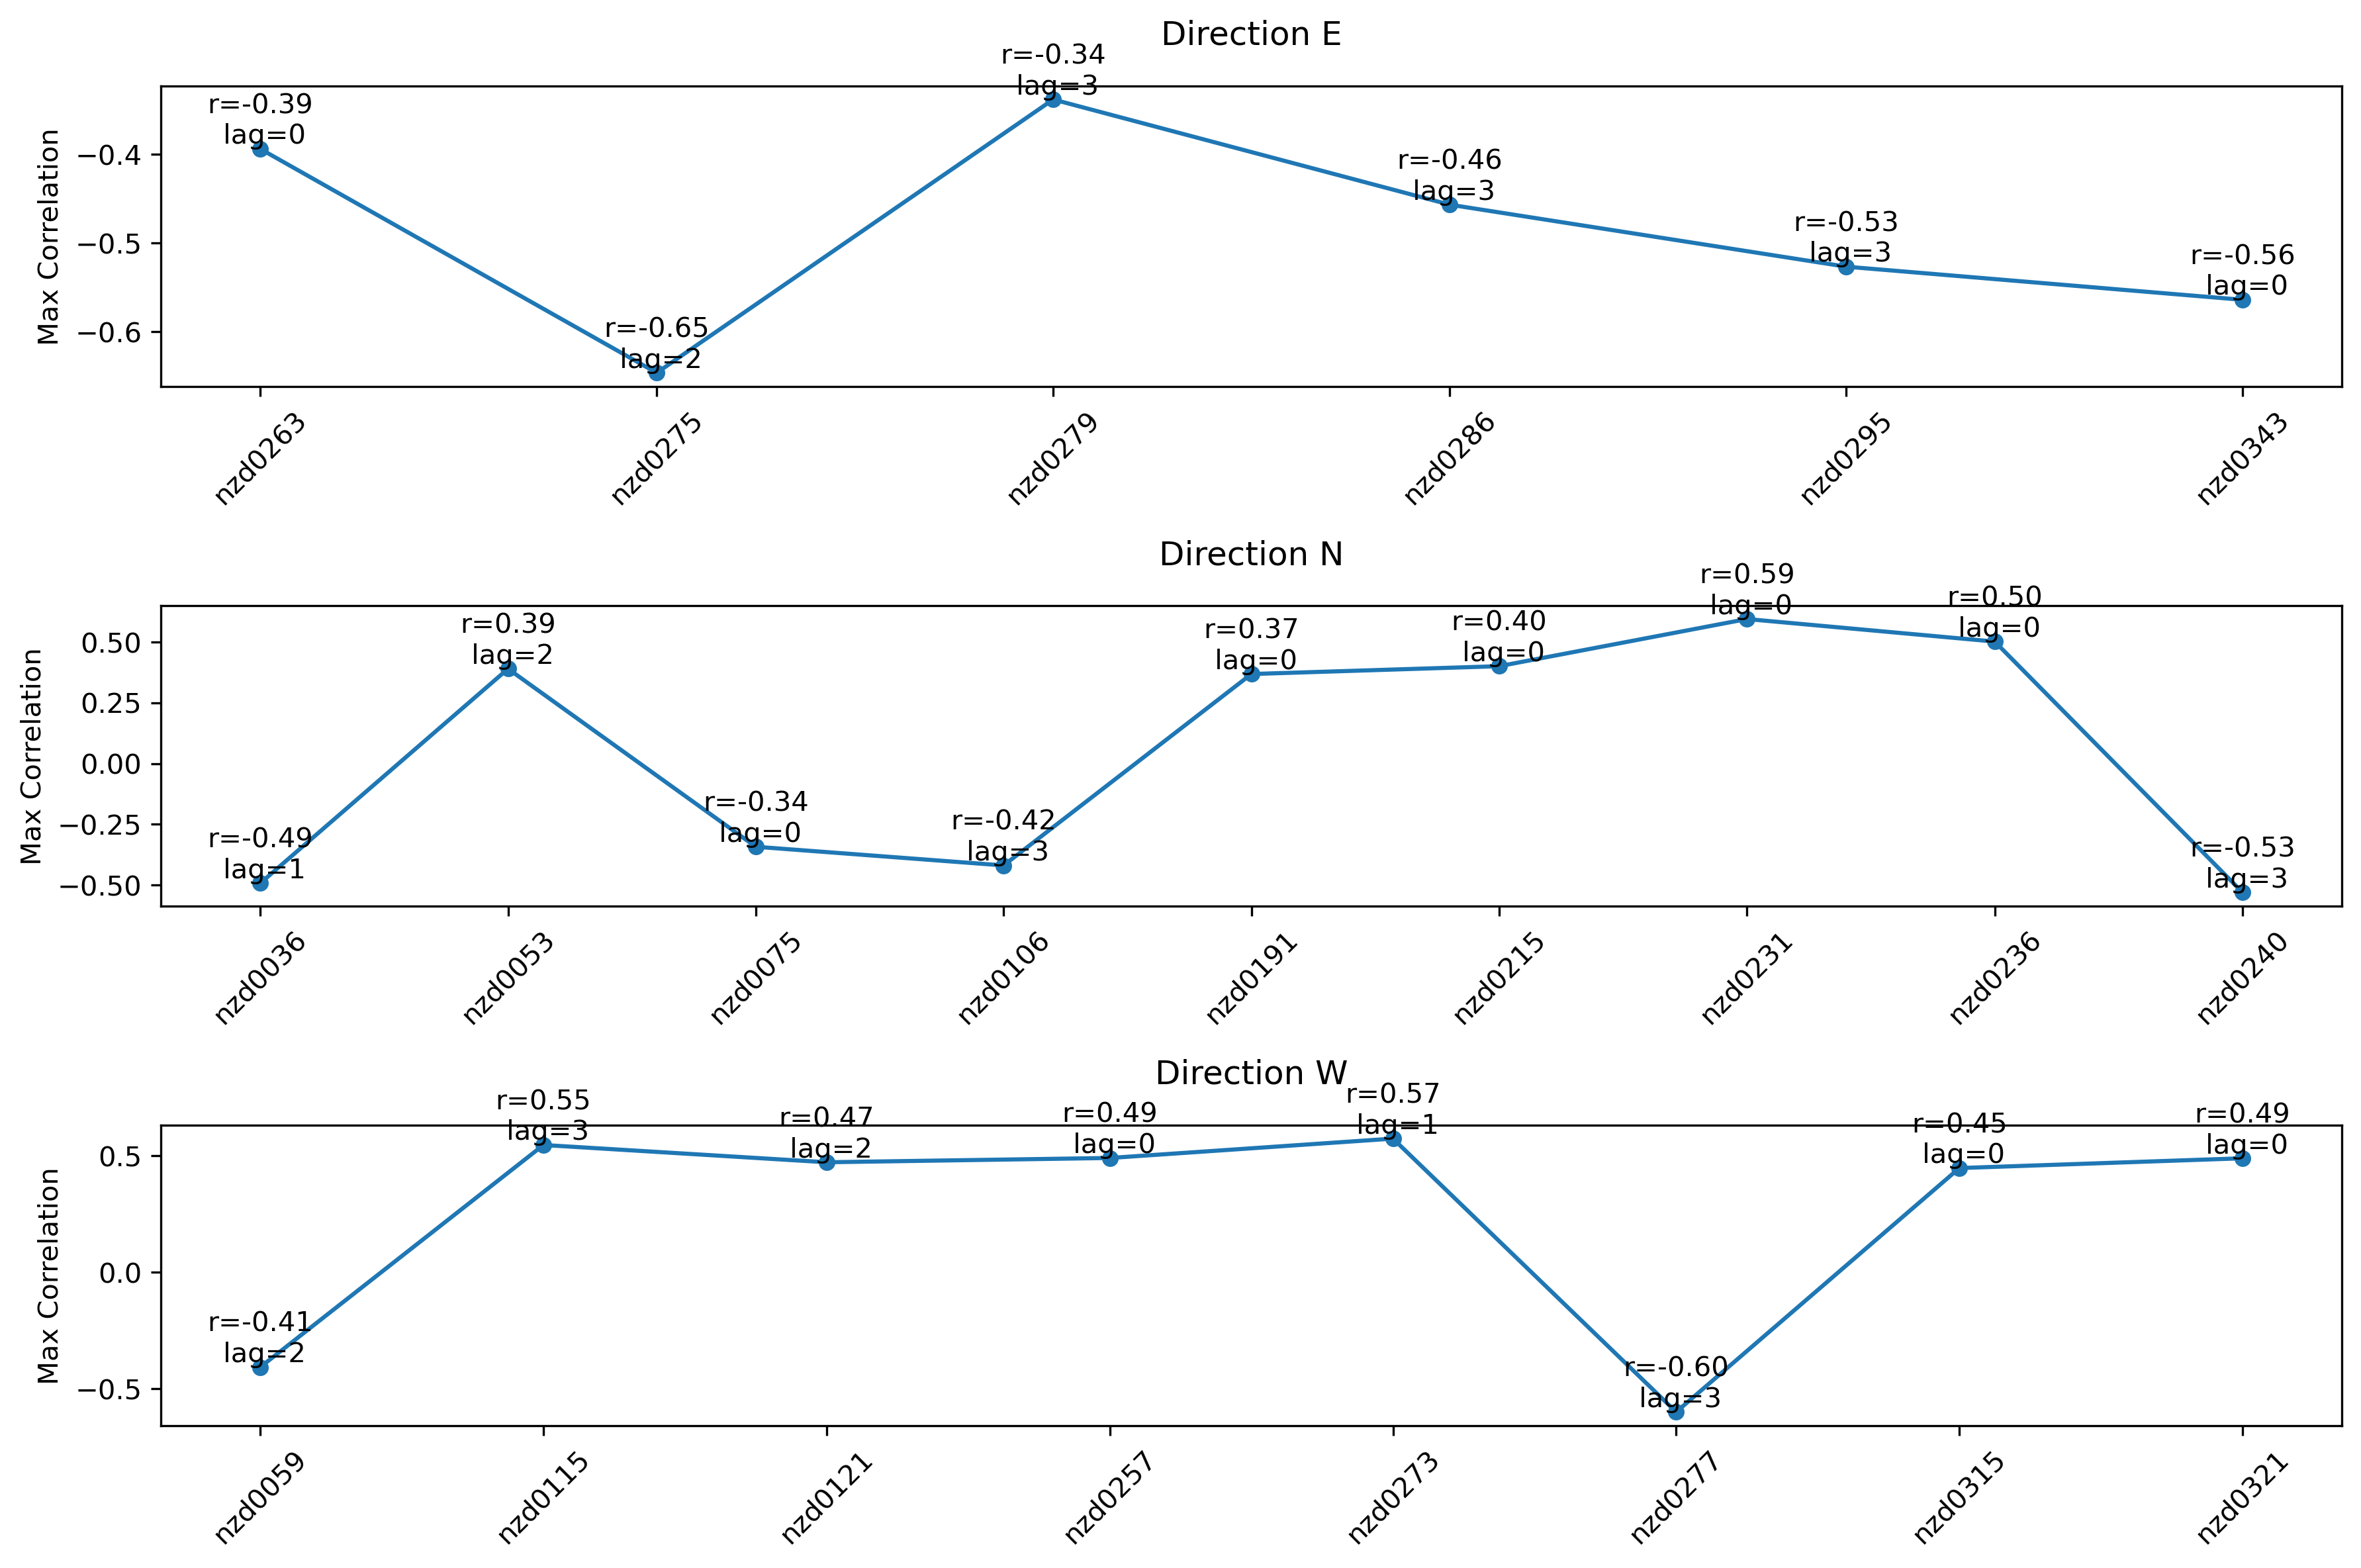 Direction E
Max Correlation
−0.4
−0.5
−0.6
r=-0.39
lag=0
r=-0.65
lag=2
r=-0.34
lag=3
r=-0.46
lag=3
r=-0.53
lag=3
r=-0.56
lag=0
nzd0263
nzd0275
nzd0279
nzd0286
nzd0295
nzd0343
Direction N
Max Correlation
0.50
0.25
0.00
−0.25
−0.50
r=-0.49
lag=1
r=0.39
lag=2
r=-0.34
lag=0
r=-0.42
lag=3
r=0.37
lag=0
r=0.40
lag=0
r=0.59
lag=0
r=0.50
lag=0
r=-0.53
lag=3
nzd0036
nzd0053
nzd0075
nzd0106
nzd0191
nzd0215
nzd0231
nzd0236
nzd0240
Direction W
Max Correlation
0.5
0.0
−0.5
r=-0.41
lag=2
r=0.55
lag=3
r=0.47
lag=2
r=0.49
lag=0
r=0.57
lag=1
r=-0.60
lag=3
r=0.45
lag=0
r=0.49
lag=0
nzd0059
nzd0115
nzd0121
nzd0257
nzd0273
nzd0277
nzd0315
nzd0321